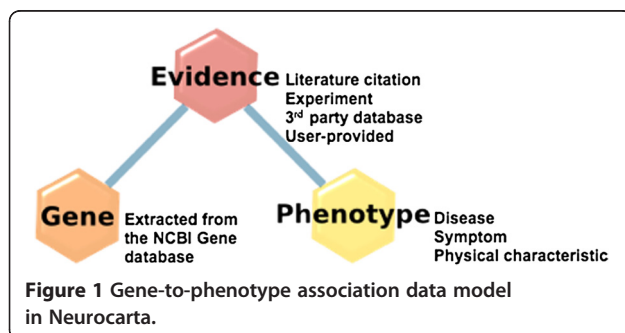 Evidence
Literature citation
Experiment
3rd party database
User-provided
Gene
Extracted from
the NCBI Gene
database
Phenotype
Disease
Symptom
Physical characteristic
Figure 1 Gene-to-phenotype association data model
in Neurocarta.